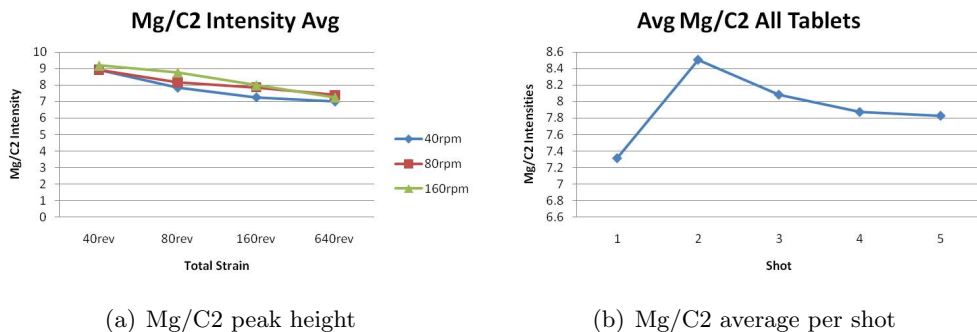 Mg/C2 Intensity Avg
Mg/C2 Intensity
10
9
8
7
6
5
4
3
2
1
0
40rev 80rev 160rev 640rev
Total Strain
40rpm
80rpm
160rpm
(a) Mg/C2 peak height
Avg Mg/C2 All Tablets
Mg/C2 Intensities
8.6
8.4
8.2
8
7.8
7.6
7.4
7.2
7
6.8
6.6
1 2 3 4 5
Shot
(b) Mg/C2 average per shot